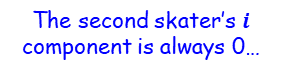 The second skater's i
component is always 0…